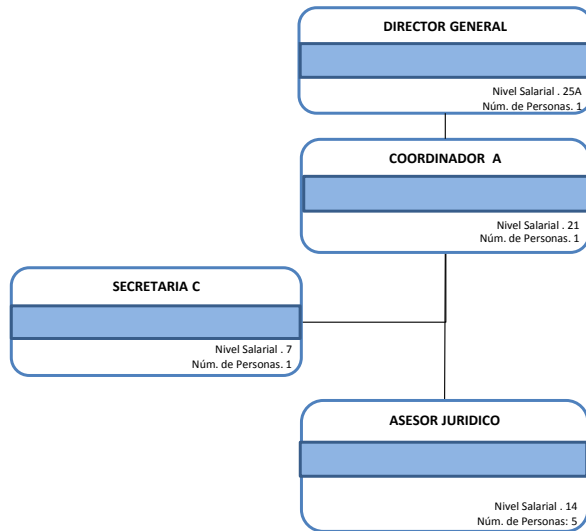 DIRECTOR GENERAL
Nivel Salarial . 25A
Núm. de Personas. 1
COORDINADOR A
Nivel Salarial . 21
Núm. de Personas. 1
SECRETARIA C
Nivel Salarial . 7
Núm. de Personas. 1
ASESOR JURIDICO
Nivel Salarial . 14
Núm. de Personas: 5